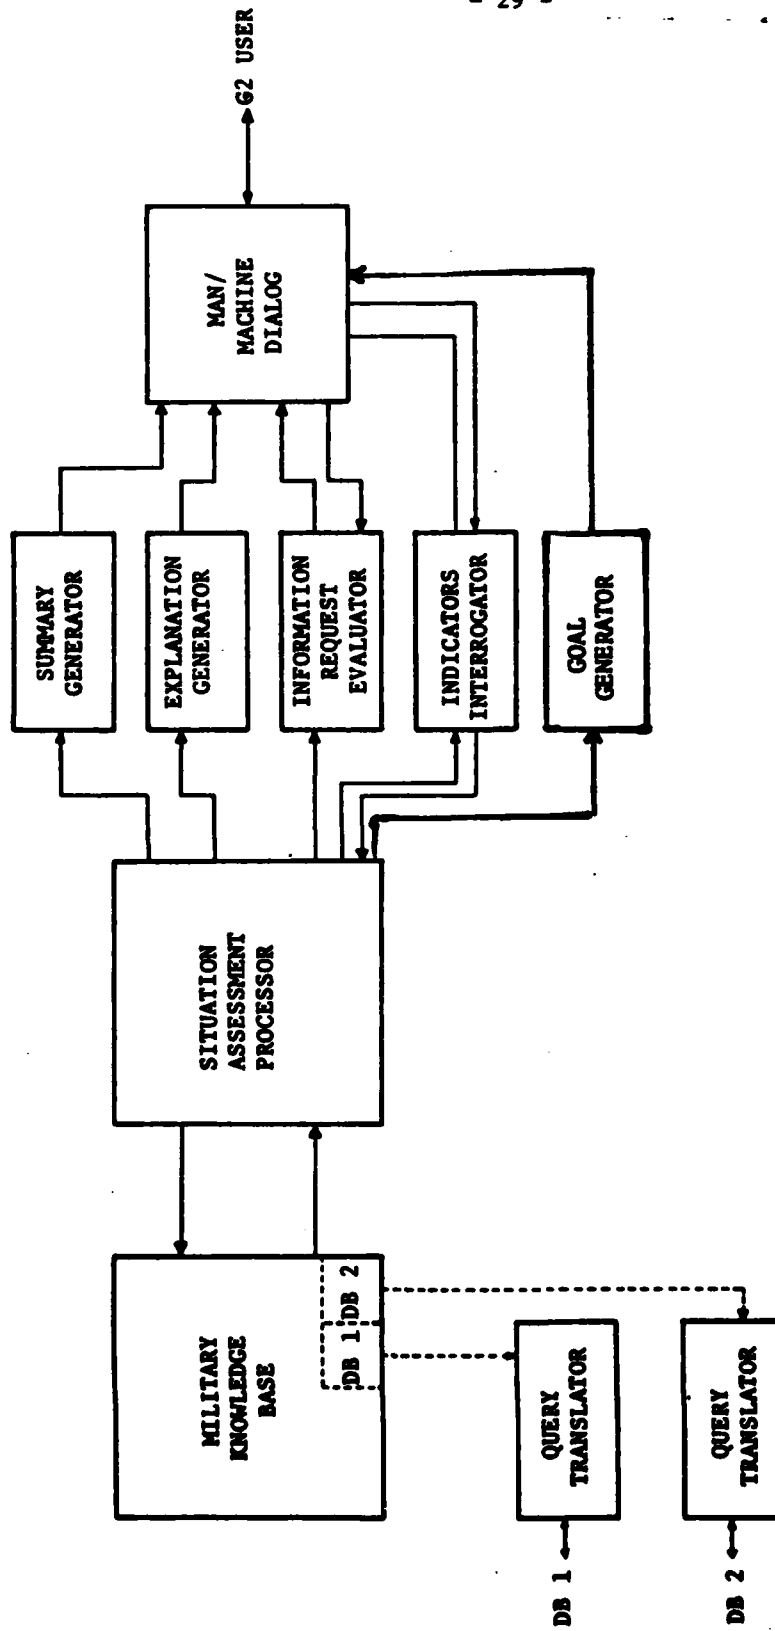 - 29 -
G2 USER
MAN/
MACHINE
DIALOG
SUMMARY
GENERATOR
EXPLANATION
GENERATOR
INFORMATION
REQUEST
EVALUATOR
INDICATORS
INTERROGATOR
GOAL
GENERATOR
SITUATION
ASSESSMENT
PROCESSOR
MILITARY
KNOWLEDGE
BASE
DB 1
DB 2
QUERY
TRANSLATOR
QUERY
TRANSLATOR
DB 1
DB 2